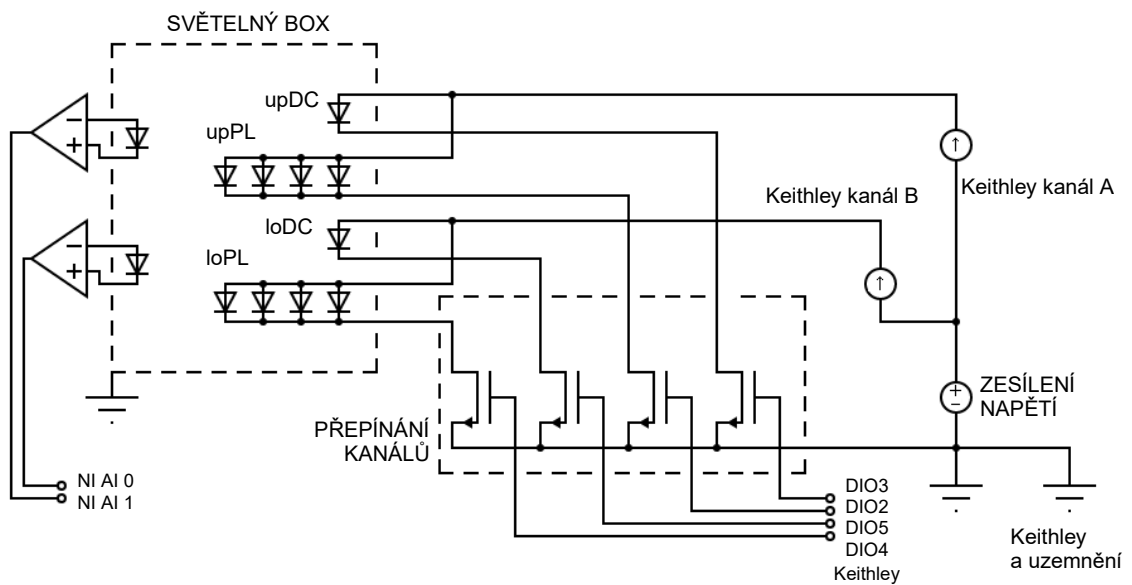 SVĚTELNÝ BOX
upDC
upPL
Keithley kanál B
Keithley kanál A
loDC
loPL
ZESÍLENÍ
NAPĚTÍ
PŘEPÍNÁNÍ
KANÁLŮ
NI AI 0
NI AI 1
DIO3
DIO2
DIO5
DIO4
Keithley
Keithley
a uzemnění